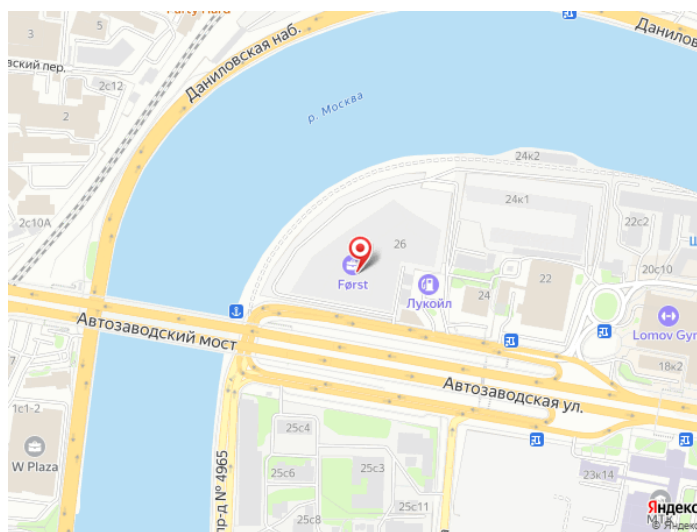 Party Hard
3
5
Даниловская наб.
Даниловск
вский пер.
2с12
2
р. Москва
24к2
24к1
22с2
2с10А
26
Først
20с10
22
24
Лукойл
Lomov Gym
Автозаводский мост
18к2
Автозаводская ул.
1с1-2
W Plaza
25с4
25с6
25с3
25с8
25с11
пр-д № 4965
23к14
МТК
Яндекс
© Яндекс